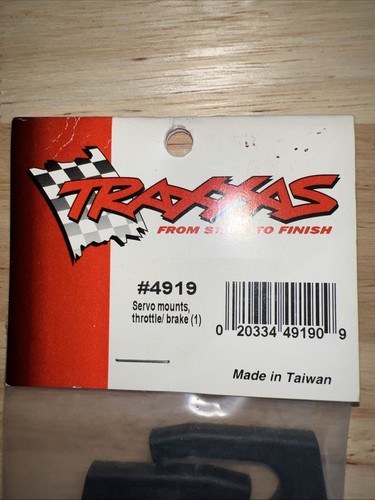 TRAXXAS
FROM START TO FINISH
#4919
Servo mounts,
throttle/ brake (1)
0 20334 49190 9
Made in Taiwan